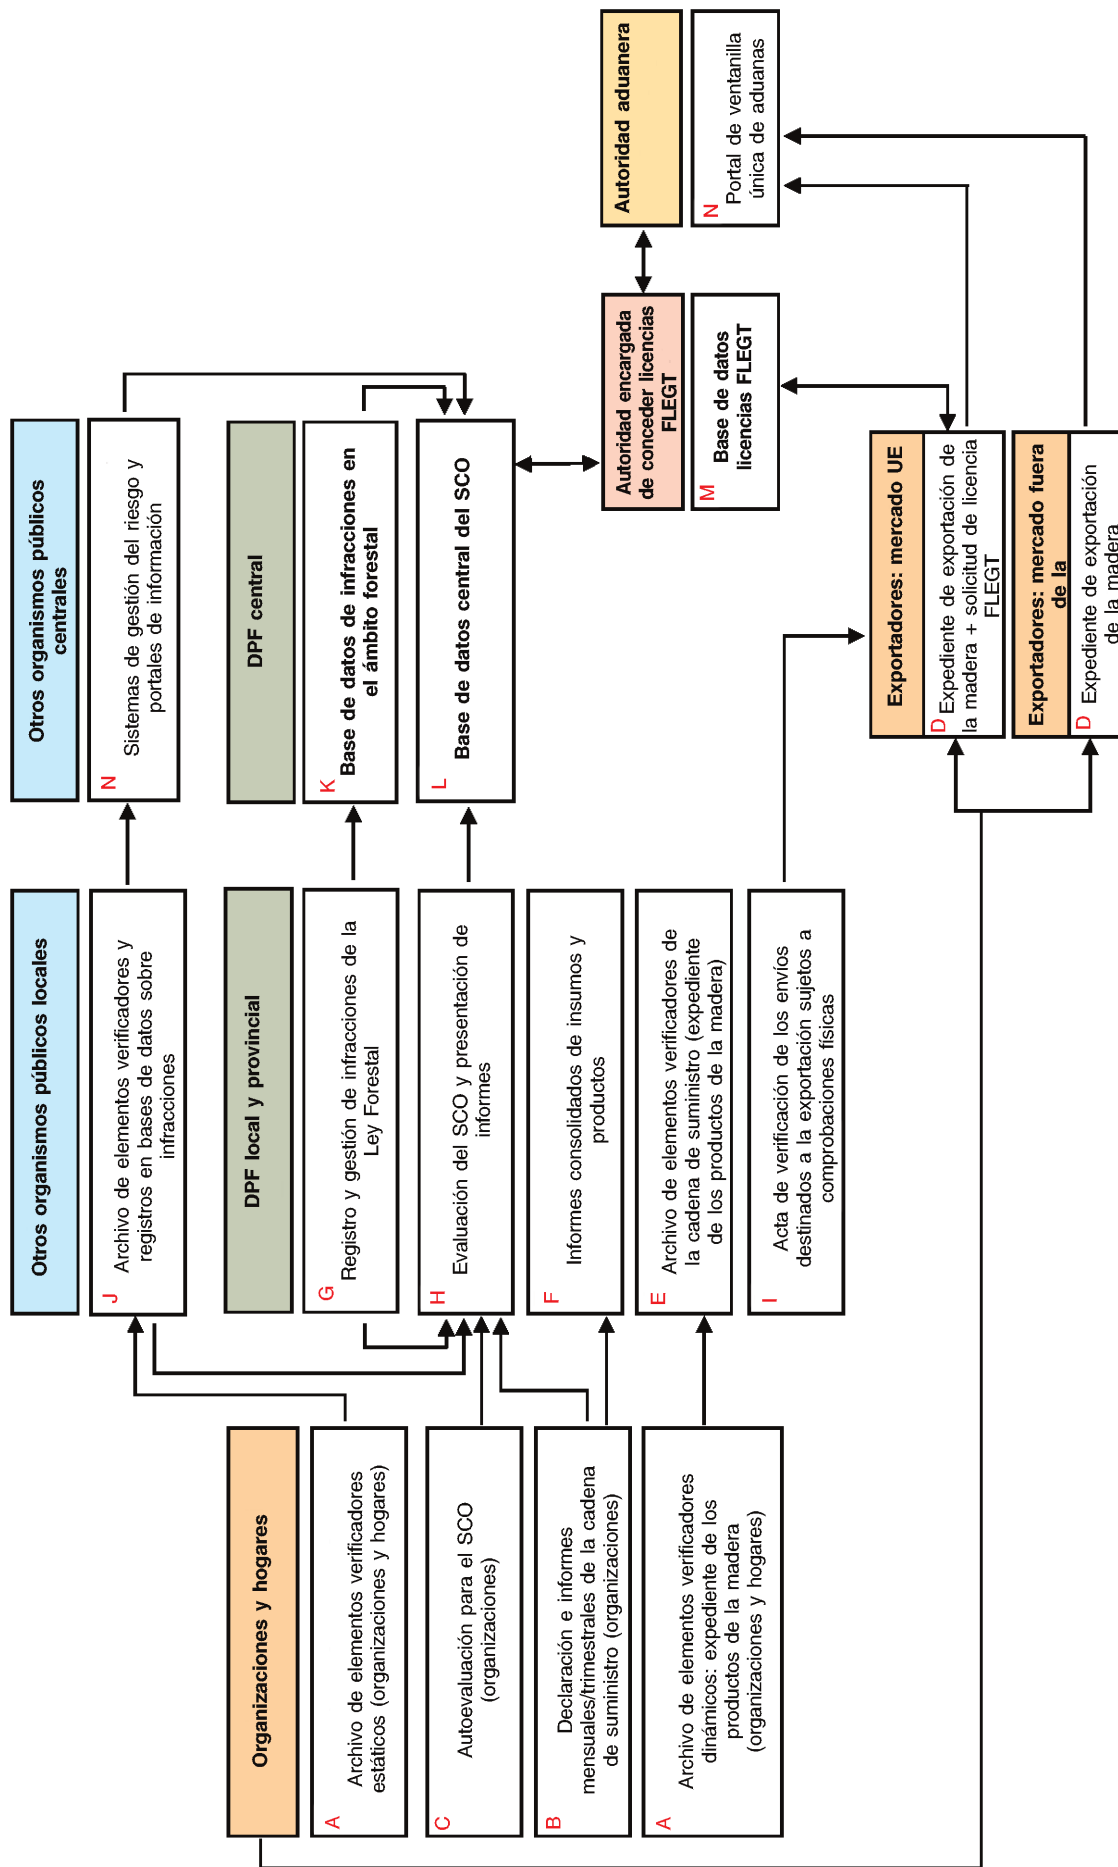 Organizaciones y hogares
A
Archivo de elementos verificadores
estáticos (organizaciones y hogares)
C
Autoevaluación para el SCO
(organizaciones)
B
Declaración e informes
mensuales/trimestrales de la cadena
de suministro (organizaciones)
A
Archivo de elementos verificadores
dinámicos: expediente de los
productos de la madera
(organizaciones y hogares)
Otros organismos públicos locales
J
Archivo de elementos verificadores y
registros en bases de datos sobre
infracciones
DPF local y provincial
G
Registro y gestión de infracciones de la
Ley Forestal
H
Evaluación del SCO y presentación de
informes
F
Informes consolidados de insumos y
productos
E
Archivo de elementos verificadores de
la cadena de suministro (expediente
de los productos de la madera)
I
Acta de verificación de los envíos
destinados a la exportación sujetos a
comprobaciones físicas
Otros organismos públicos
centrales
N
Sistemas de gestión del riesgo y
portales de información
DPF central
K
Base de datos de infracciones en
el ámbito forestal
L
Base de datos central del SCO
Autoridad encargada
de conceder licencias
FLEGT
M
Base de datos
licencias FLEGT
Autoridad aduanera
N
Portal de ventanilla
única de aduanas
Exportadores: mercado UE
D
Expediente de exportación de
la madera + solicitud de licencia
FLEGT
Exportadores: mercado fuera
de la
D
Expediente de exportación
de la madera